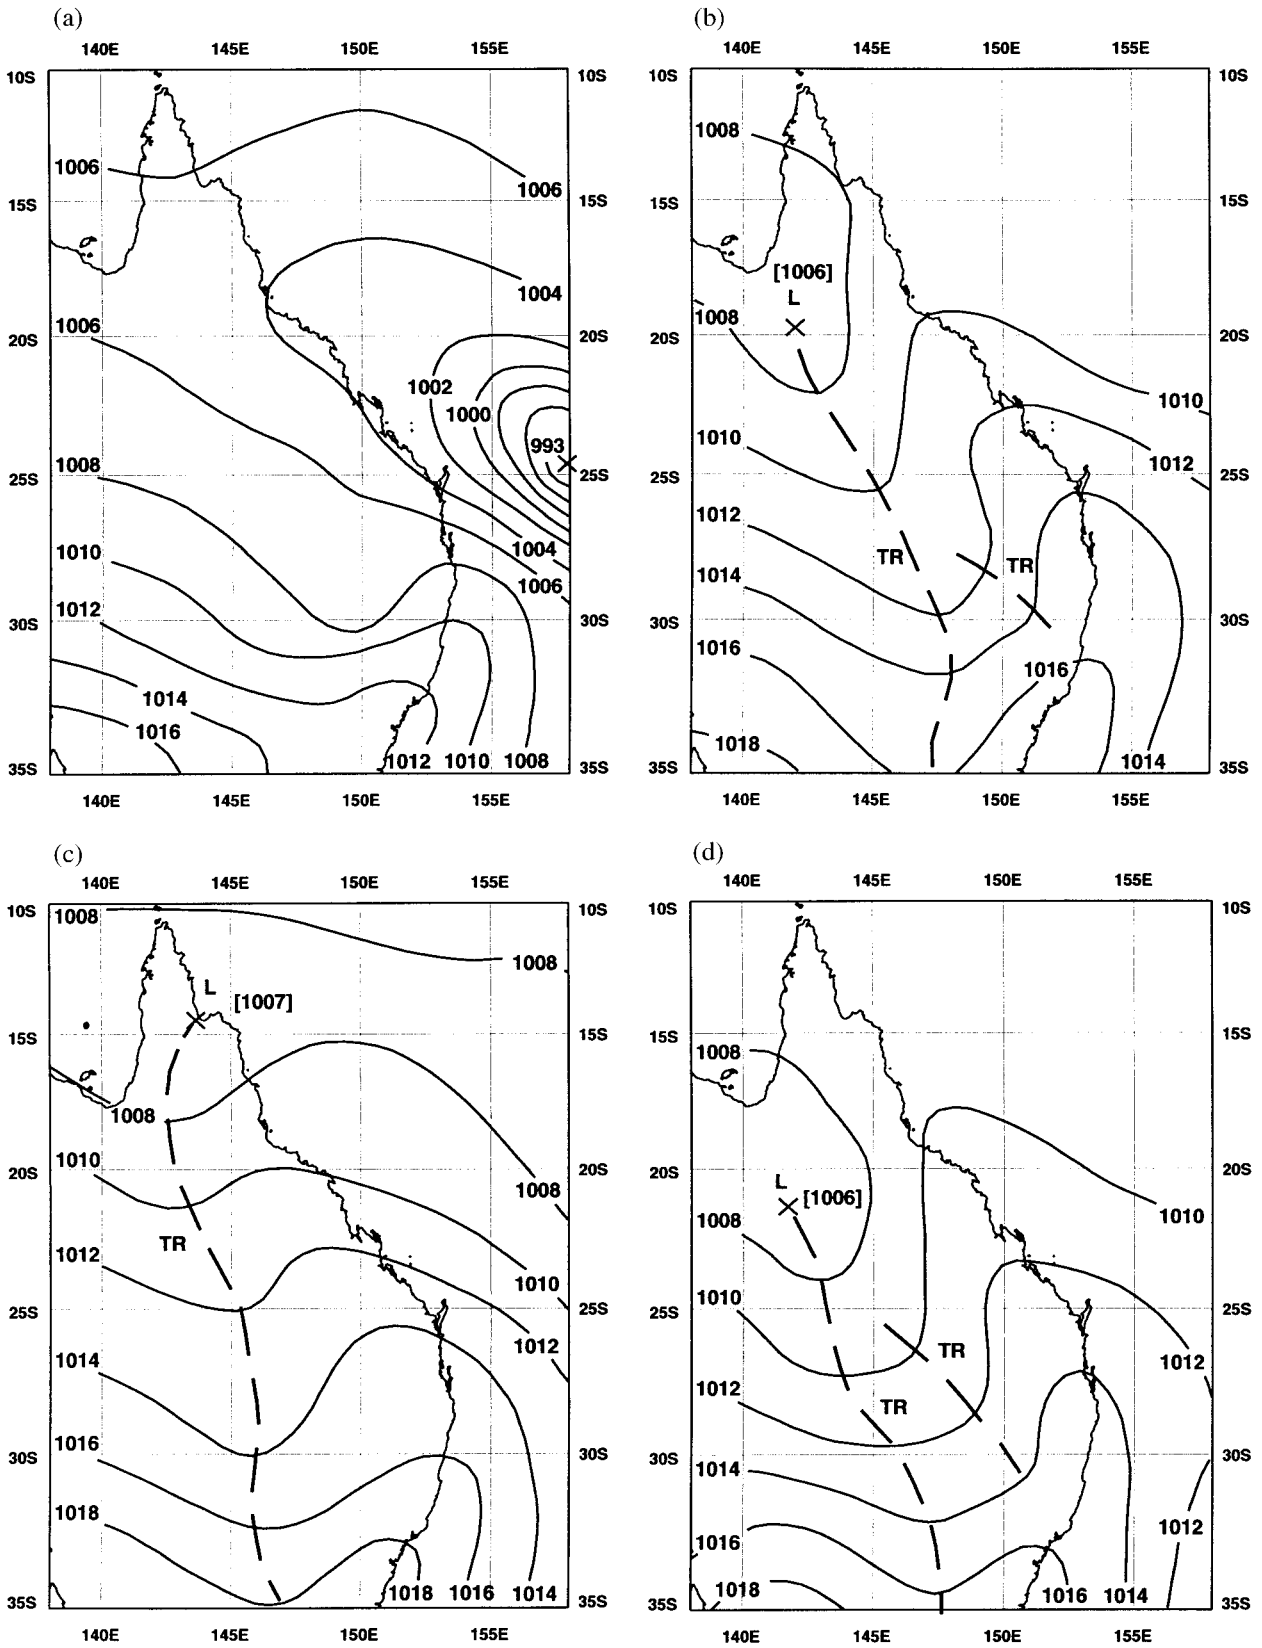 (a)
140E 145E 150E 155E
10S 10S
1006
1006
15S 15S
1004
1006
20S 20S
1002
1000
993
1008
25S 25S
1004
1010
1006
1012
30S 30S
1014
1016
1012 1010 1008
35S 35S
140E 145E 150E 155E
(b)
140E 145E 150E 155E
10S 10S
1008
15S 15S
[1006]
L
1008
20S 20S
1010
1010
1012
25S 25S
1012
TR TR
1014
30S 30S
1016
1016
1018
1014
35S 35S
140E 145E 150E 155E
(c)
140E 145E 150E 155E
10S 10S
1008
1008
L
[1007]
15S 15S
1008
1010
20S 20S
1008
TR
1012
1010
25S 25S
1012
1014
1016
30S 30S
1018
1018 1016 1014
35S 35S
140E 145E 150E 155E
(d)
140E 145E 150E 155E
10S 10S
15S 15S
1008
20S 20S
L
[1006]
1008
1010
1010
25S 25S
TR
1012
1012
TR
30S 30S
1014
1012
1016
1018
1016 1014
35S 35S
140E 145E 150E 155E